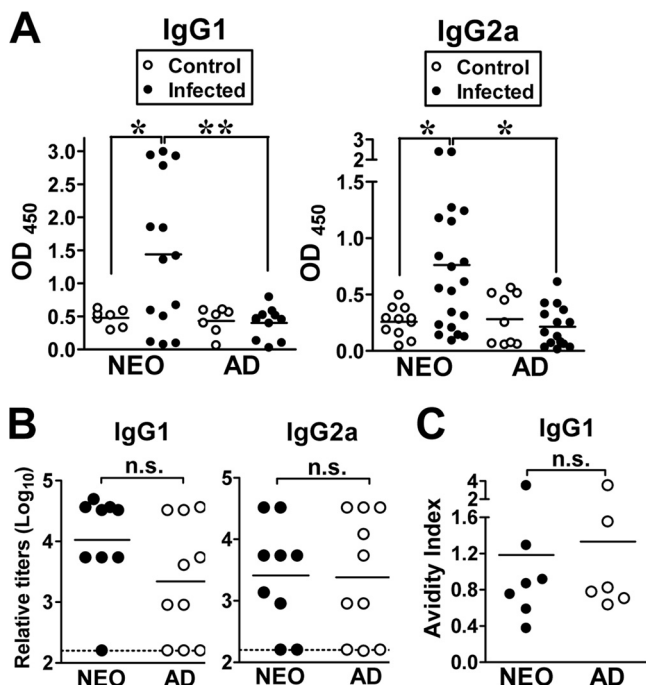 A
IgG1
Control
Infected
* **
OD 450
3.0
2.5
2.0
1.5
1.0
0.5
0.0
NEO AD
IgG2a
Control
Infected
* *
OD 450
3
2
1.5
1.0
0.5
0.0
NEO AD
B
IgG1
n.s.
Relative titers (Log10)
5
4
3
2
NEO AD
IgG2a
n.s.
5
4
3
2
NEO AD
C
IgG1
n.s.
Avidity Index
4
2
1.6
1.2
0.8
0.4
0.0
NEO AD